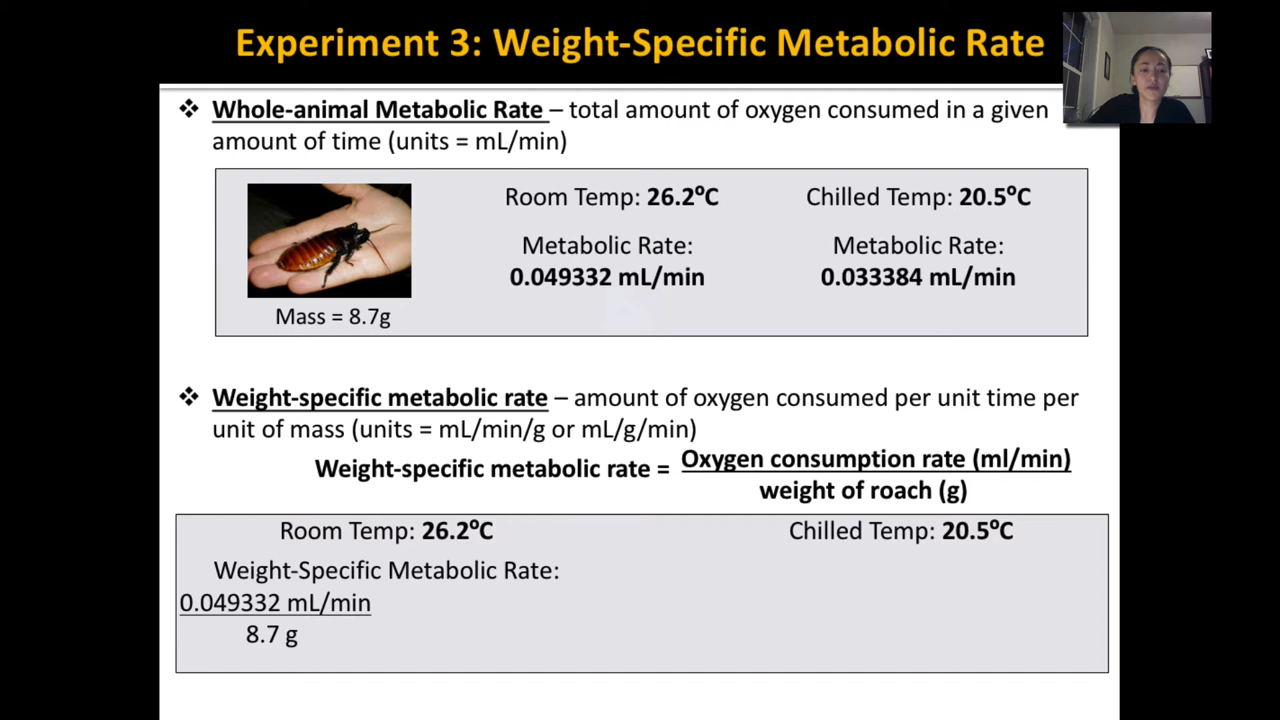 Experiment 3: Weight-Specific Metabolic Rate
❖ Whole-animal Metabolic Rate – total amount of oxygen consumed in a given
amount of time (units = mL/min)
Room Temp: 26.2⁰C
Chilled Temp: 20.5⁰C
Metabolic Rate:
0.049332 mL/min
Metabolic Rate:
0.033384 mL/min
Mass = 8.7g
❖ Weight-specific metabolic rate – amount of oxygen consumed per unit time per
unit of mass (units = mL/min/g or mL/g/min)
Weight-specific metabolic rate = Oxygen consumption rate (ml/min)
weight of roach (g)
Room Temp: 26.2⁰C
Chilled Temp: 20.5⁰C
Weight-Specific Metabolic Rate:
0.049332 mL/min
8.7 g